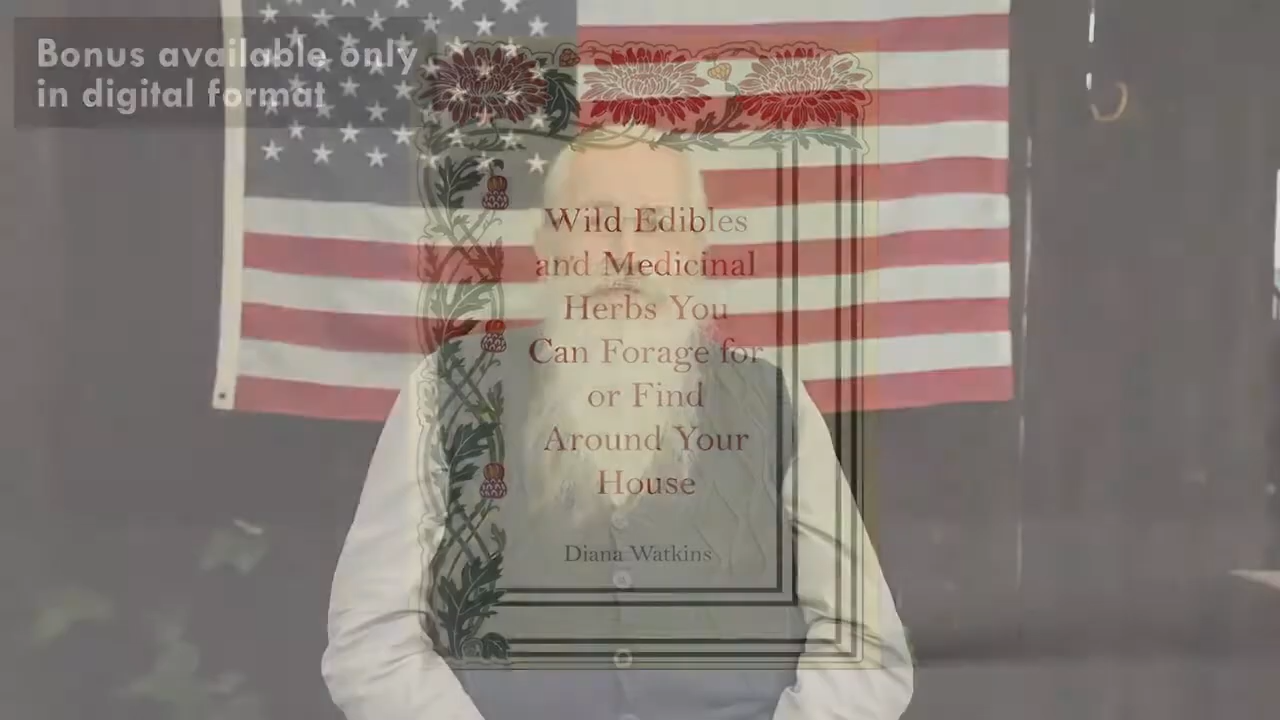 Bonus available only
in digital format
Wild Edibles
and Medicinal
Herbs You
Can Forage for
or Find
Around Your
House
Diana Watkins